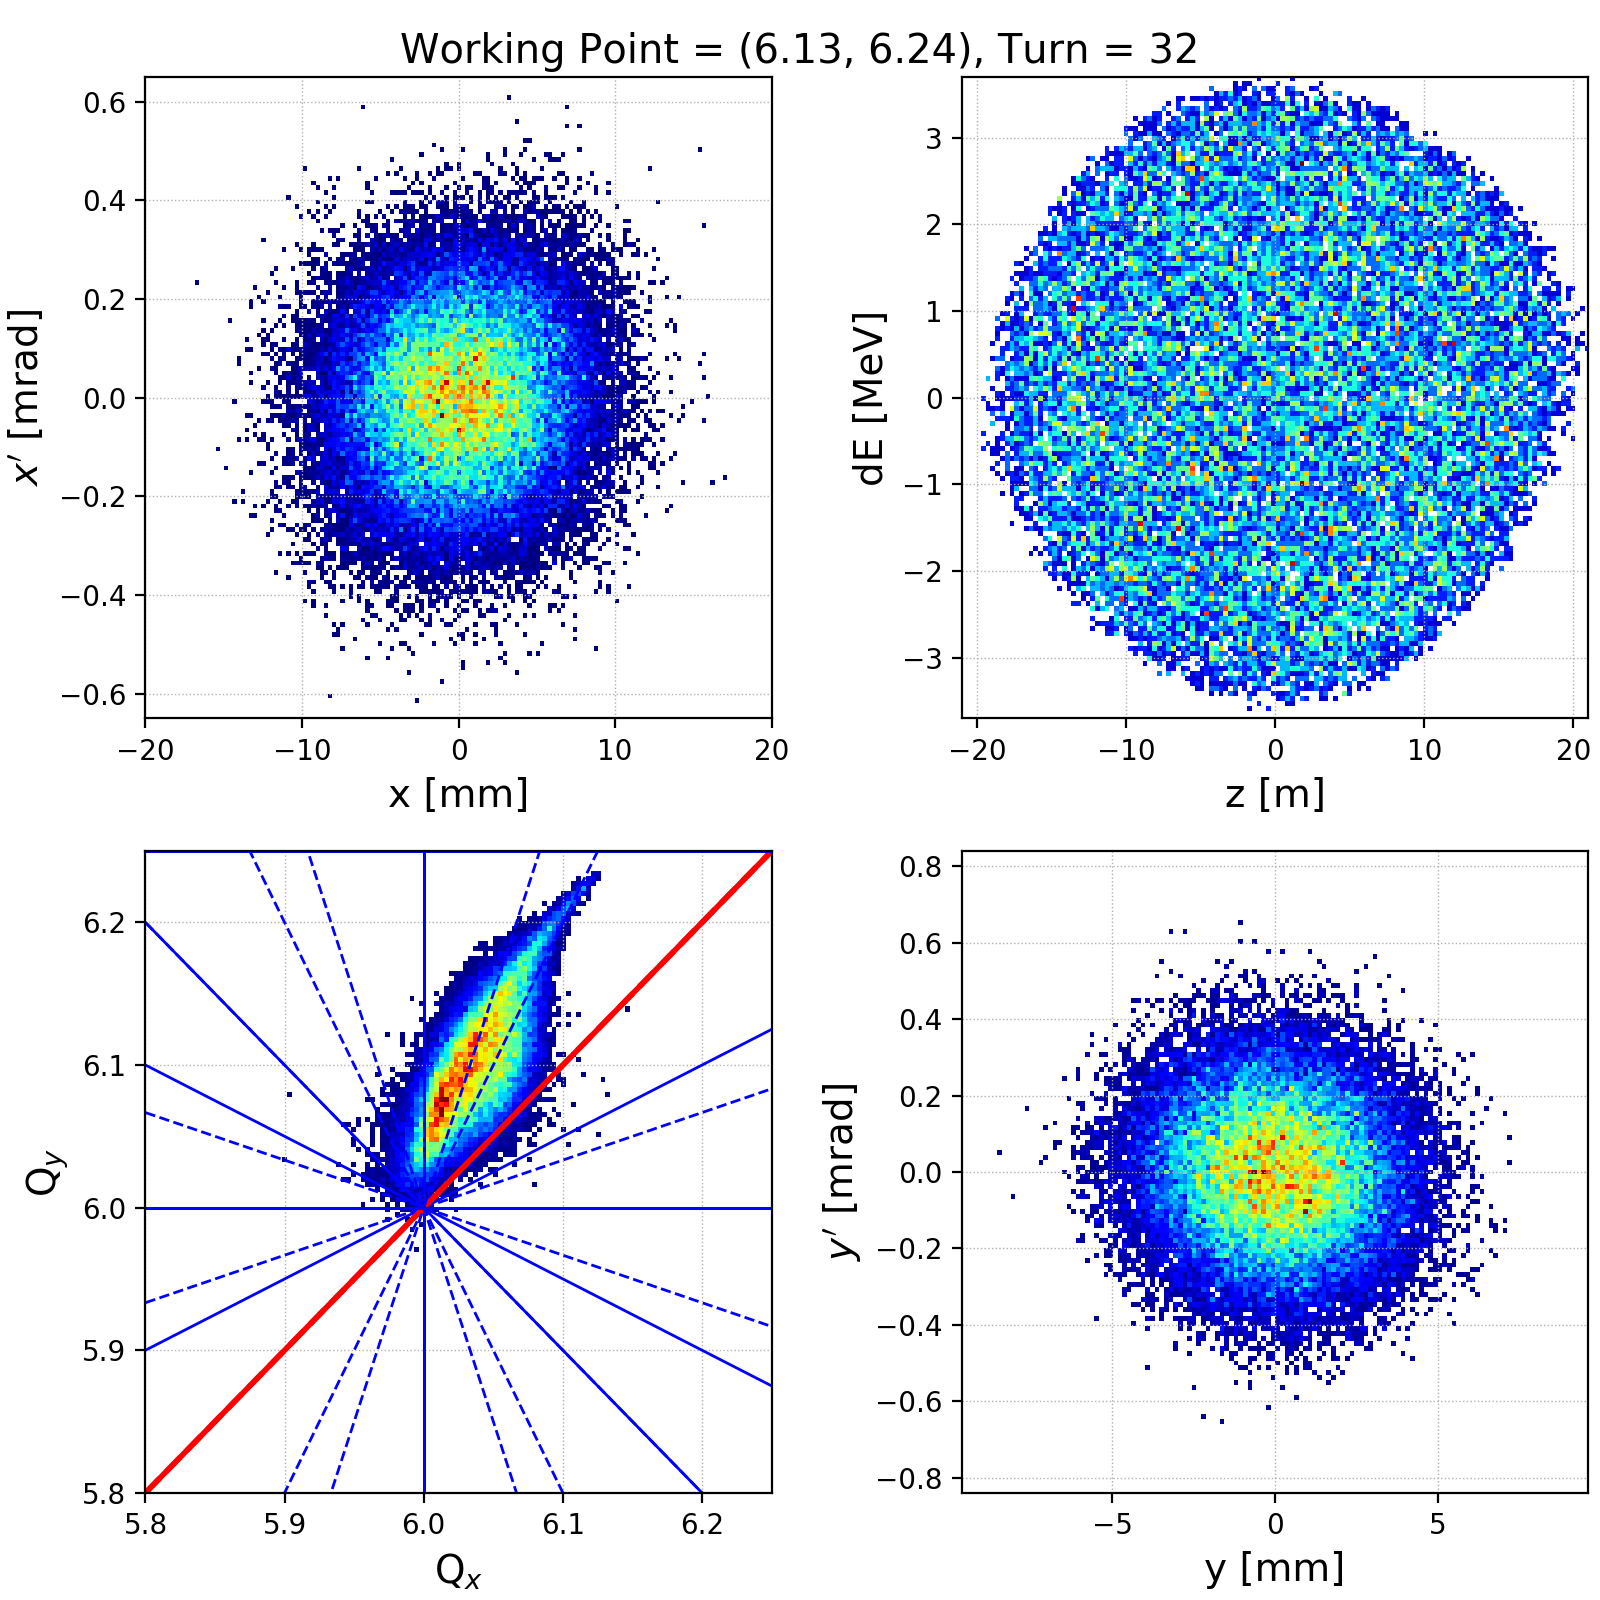 Working Point = (6.13, 6.24), Turn = 32
0.6
0.4
0.2
0.0
−0.2
−0.4
−0.6
x′ [mrad]
−20 −10 0 10 20
x [mm]
3
2
1
0
−1
−2
−3
dE [MeV]
−20 −10 0 10 20
z [m]
6.2
6.1
6.0
5.9
5.8
Qy
5.8 5.9 6.0 6.1 6.2
Qx
0.8
0.6
0.4
0.2
0.0
−0.2
−0.4
−0.6
−0.8
y′ [mrad]
−5 0 5
y [mm]